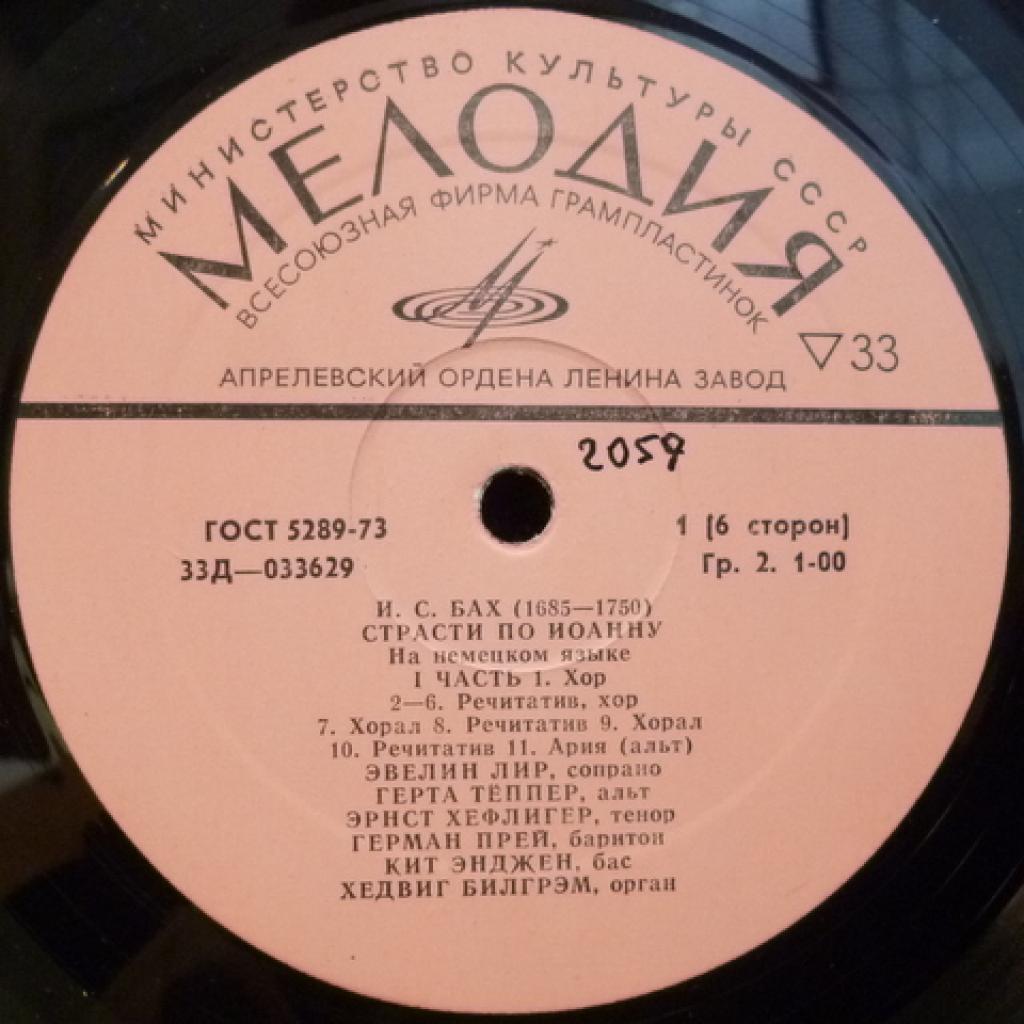 МИНИСТЕРСТВО КУЛЬТУРЫ СССР
МЕЛОДИЯ
ВСЕСОЮЗНАЯ ФИРМА ГРАМПЛАСТИНОК
▽33
АПРЕЛЕВСКИЙ ОРДЕНА ЛЕНИНА ЗАВОД
2059
ГОСТ 5289-73
1 (6 сторон)
33Д—033629
Гр. 2. 1-00
И. С. БАХ (1685—1750)
СТРАСТИ ПО ИОАННУ
На немецком языке
I ЧАСТЬ 1. Хор
2—6. Речитатив, хор
7. Хорал 8. Речитатив 9. Хорал
10. Речитатив 11. Ария (альт)
ЭВЕЛИН ЛИР, сопрано
ГЕРТА ТЁППЕР, альт
ЭРНСТ ХЕФЛИГЕР, тенор
ГЕРМАН ПРЕЙ, баритон
КИТ ЭНДЖЕН, бас
ХЕДВИГ БИЛГРЭМ, орган